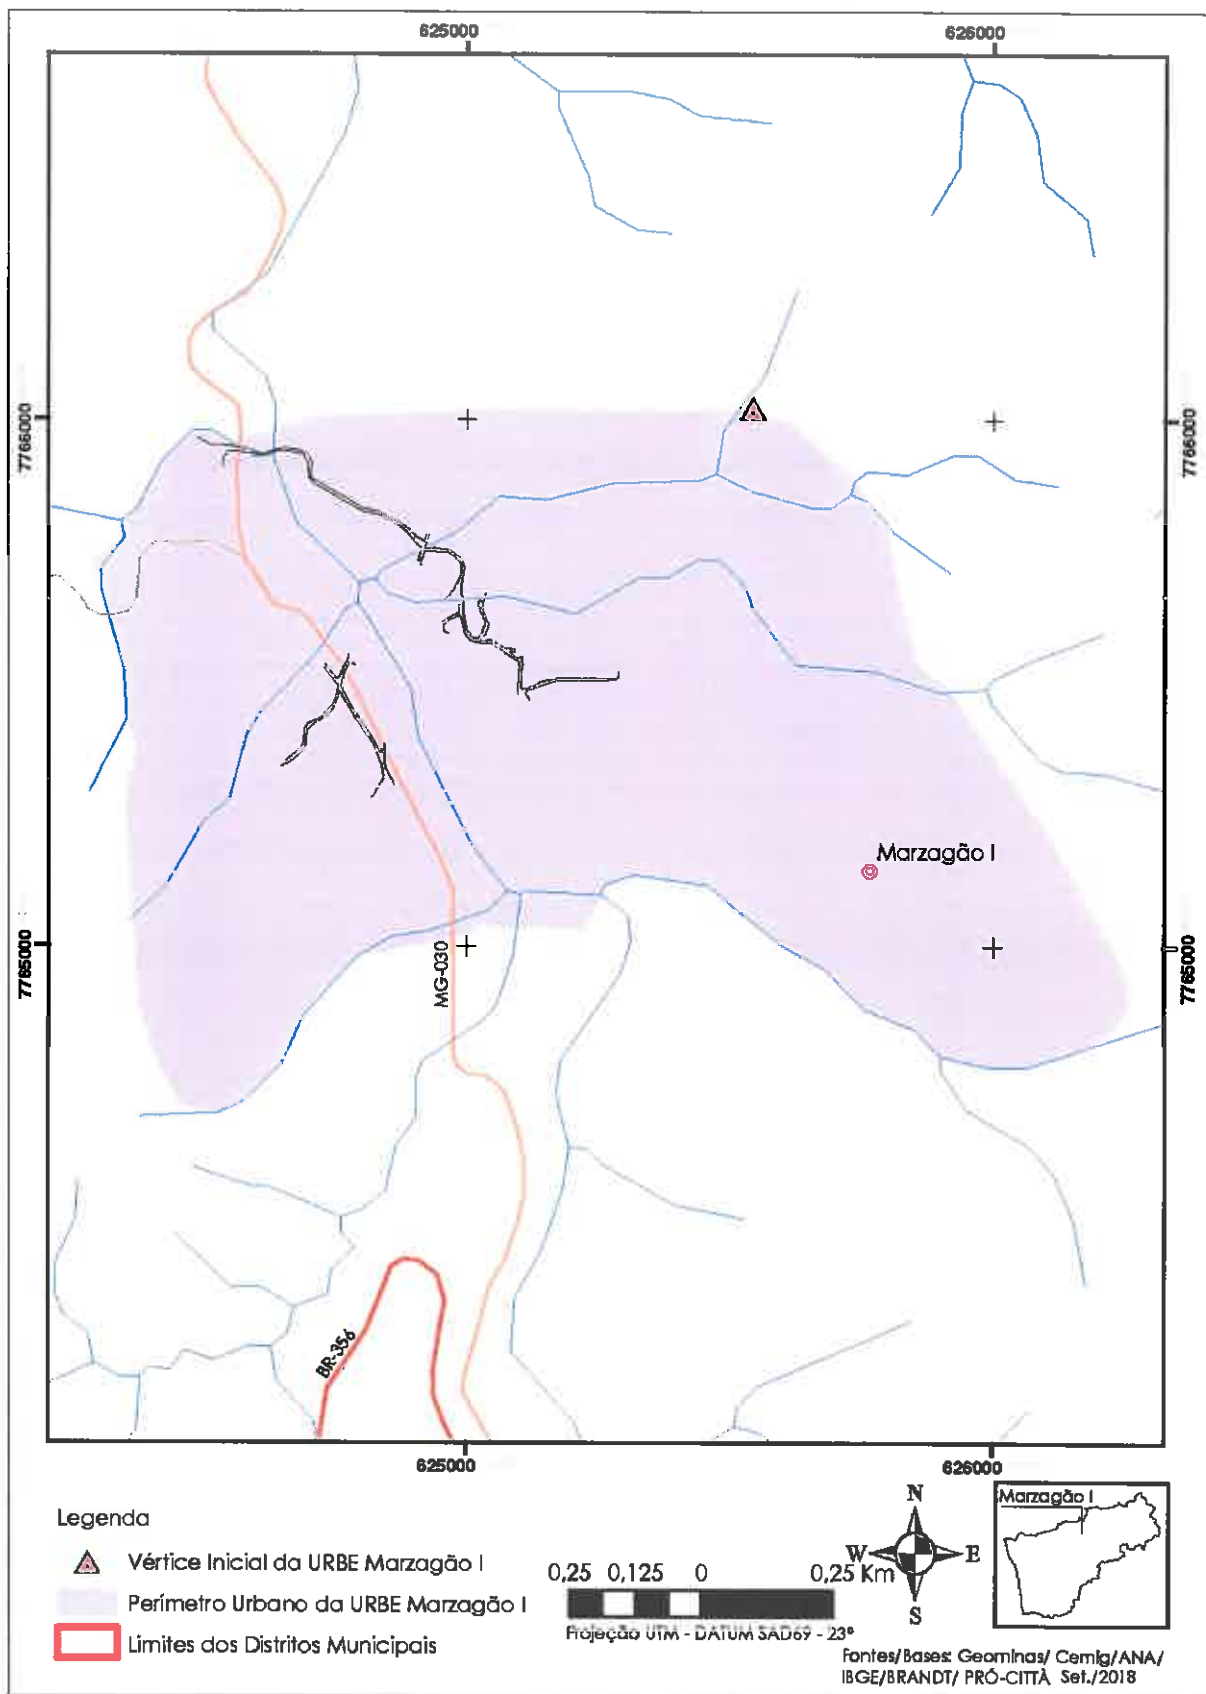 625000
626000
7766000
7766000
Marzagão I
7765000
7765000
MG-030
BR-356
625000
626000
Legenda
Vértice Inicial da URBE Marzagão I
Perímetro Urbano da URBE Marzagão I
Limites dos Distritos Municipais
0,25 0,125 0 0,25 Km
Projeção UTM - DATUM SAD69 - 23º
N
W
E
S
Marzagão I
Fontes/Bases: Geominas/ Cemig/ANA/
IBGE/BRANDT/ PRÓ-CITTÀ Set./2018